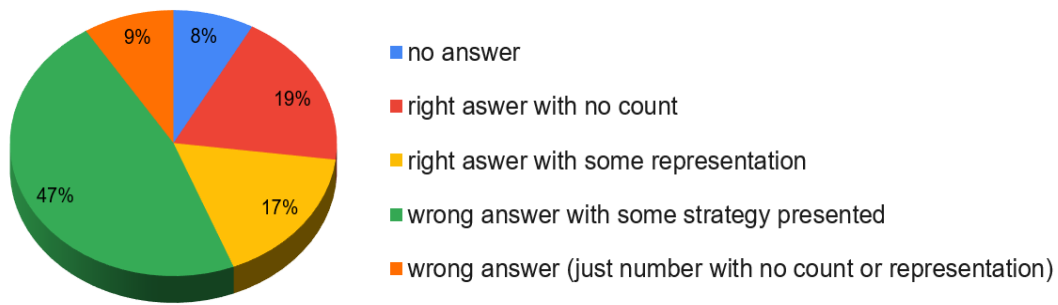 9%
8%
19%
17%
47%
no answer
right aswer with no count
right aswer with some representation
wrong answer with some strategy presented
wrong answer (just number with no count or representation)